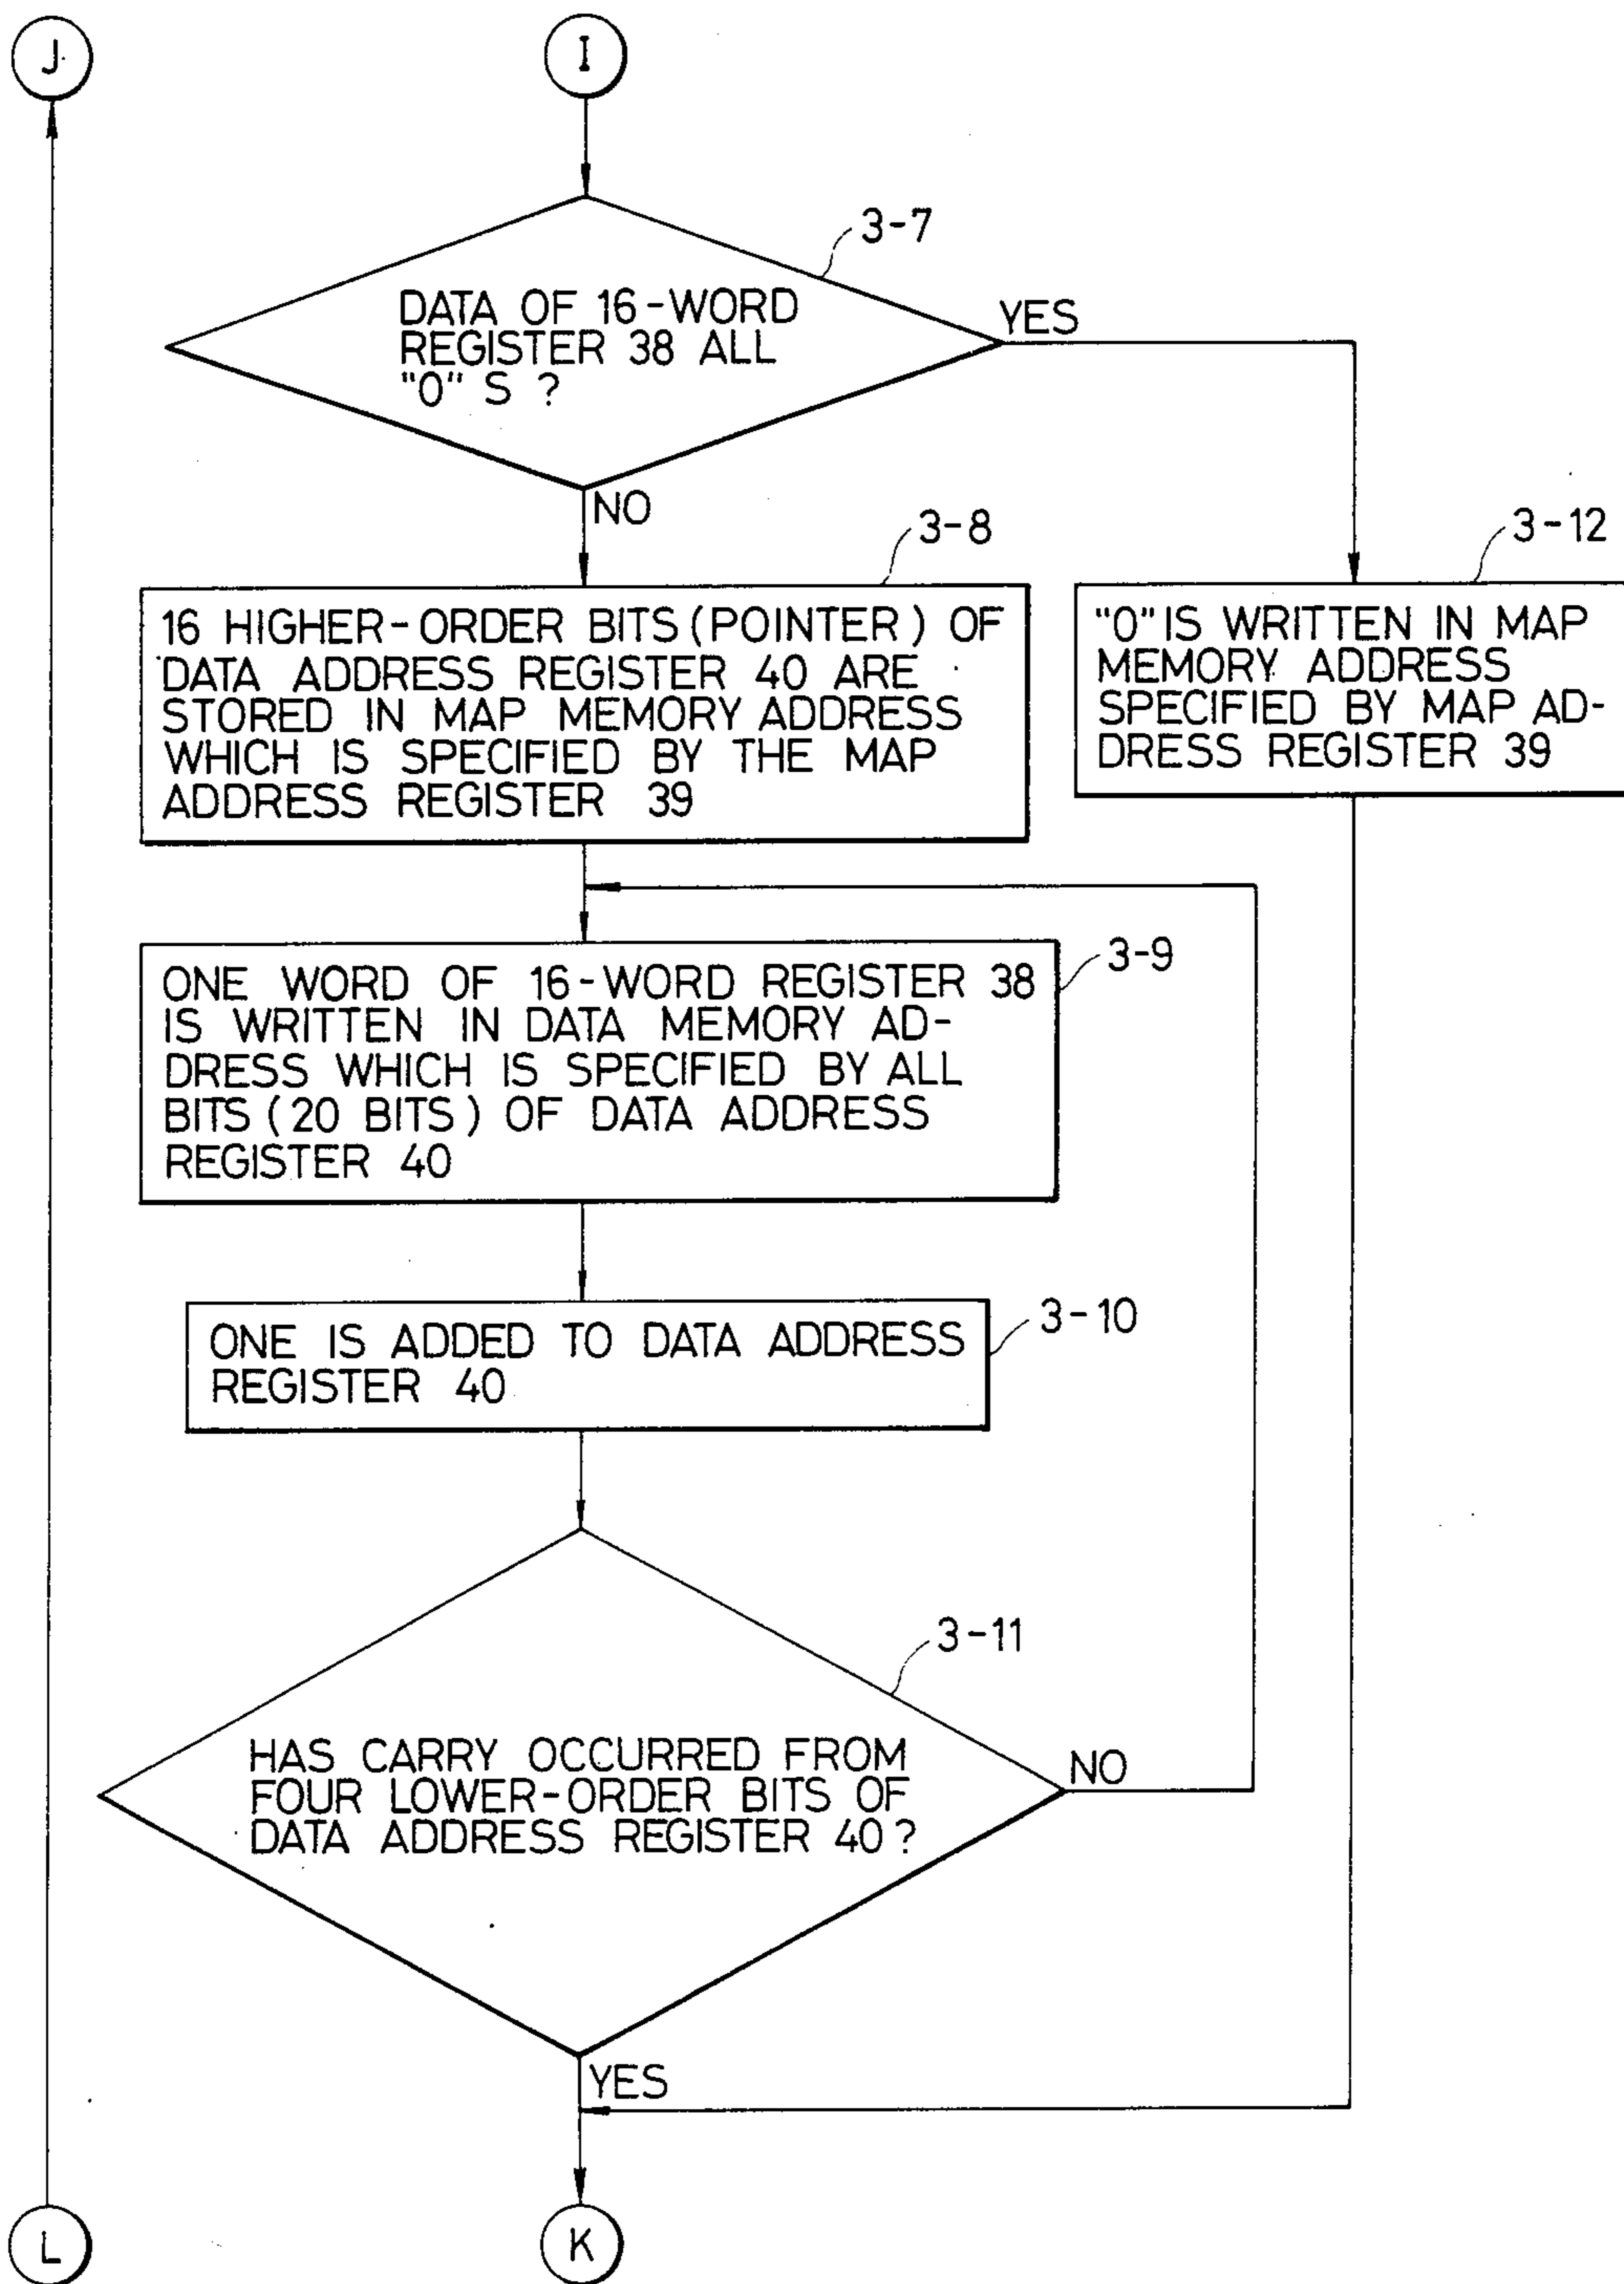 J
I
3-7
DATA OF 16-WORD
REGISTER 38 ALL
"0" S ?
YES
NO
3-8
3-12
16 HIGHER-ORDER BITS (POINTER) OF
DATA ADDRESS REGISTER 40 ARE
STORED IN MAP MEMORY ADDRESS
WHICH IS SPECIFIED BY THE MAP
ADDRESS REGISTER 39
"0" IS WRITTEN IN MAP
MEMORY ADDRESS
SPECIFIED BY MAP AD-
DRESS REGISTER 39
3-9
ONE WORD OF 16-WORD REGISTER 38
IS WRITTEN IN DATA MEMORY AD-
DRESS WHICH IS SPECIFIED BY ALL
BITS (20 BITS) OF DATA ADDRESS
REGISTER 40
3-10
ONE IS ADDED TO DATA ADDRESS
REGISTER 40
3-11
HAS CARRY OCCURRED FROM
FOUR LOWER-ORDER BITS OF
DATA ADDRESS REGISTER 40 ?
NO
YES
L
K